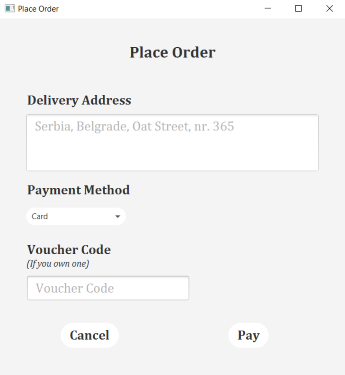 Place Order
Place Order
Delivery Address
Serbia, Belgrade, Oat Street, nr. 365
Payment Method
Card
Voucher Code
(If you own one)
Voucher Code
Cancel Pay